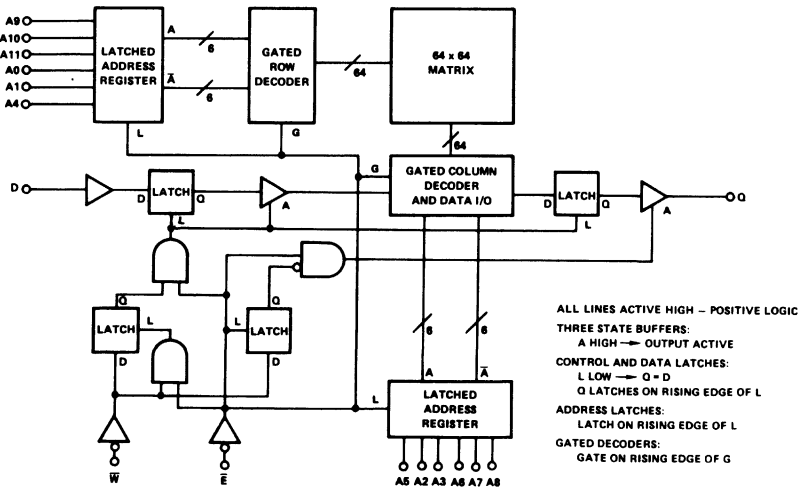 A9
A10
A11
A0
A1
A4
LATCHED
ADDRESS
REGISTER
L
A
6
A̅
6
GATED
ROW
DECODER
G
64
64 x 64
MATRIX
64
D
D
LATCH
Q
L
A
G
GATED COLUMN
DECODER
AND DATA I/O
D
LATCH
Q
L
A
Q
Q
LATCH
L
D
Q
L
LATCH
D
W̅
E̅
6
6
A
A̅
L
LATCHED
ADDRESS
REGISTER
A5 A2 A3 A6 A7 A8
ALL LINES ACTIVE HIGH – POSITIVE LOGIC
THREE STATE BUFFERS:
A HIGH → OUTPUT ACTIVE
CONTROL AND DATA LATCHES:
L LOW → Q = D
Q LATCHES ON RISING EDGE OF L
ADDRESS LATCHES:
LATCH ON RISING EDGE OF L
GATED DECODERS:
GATE ON RISING EDGE OF G